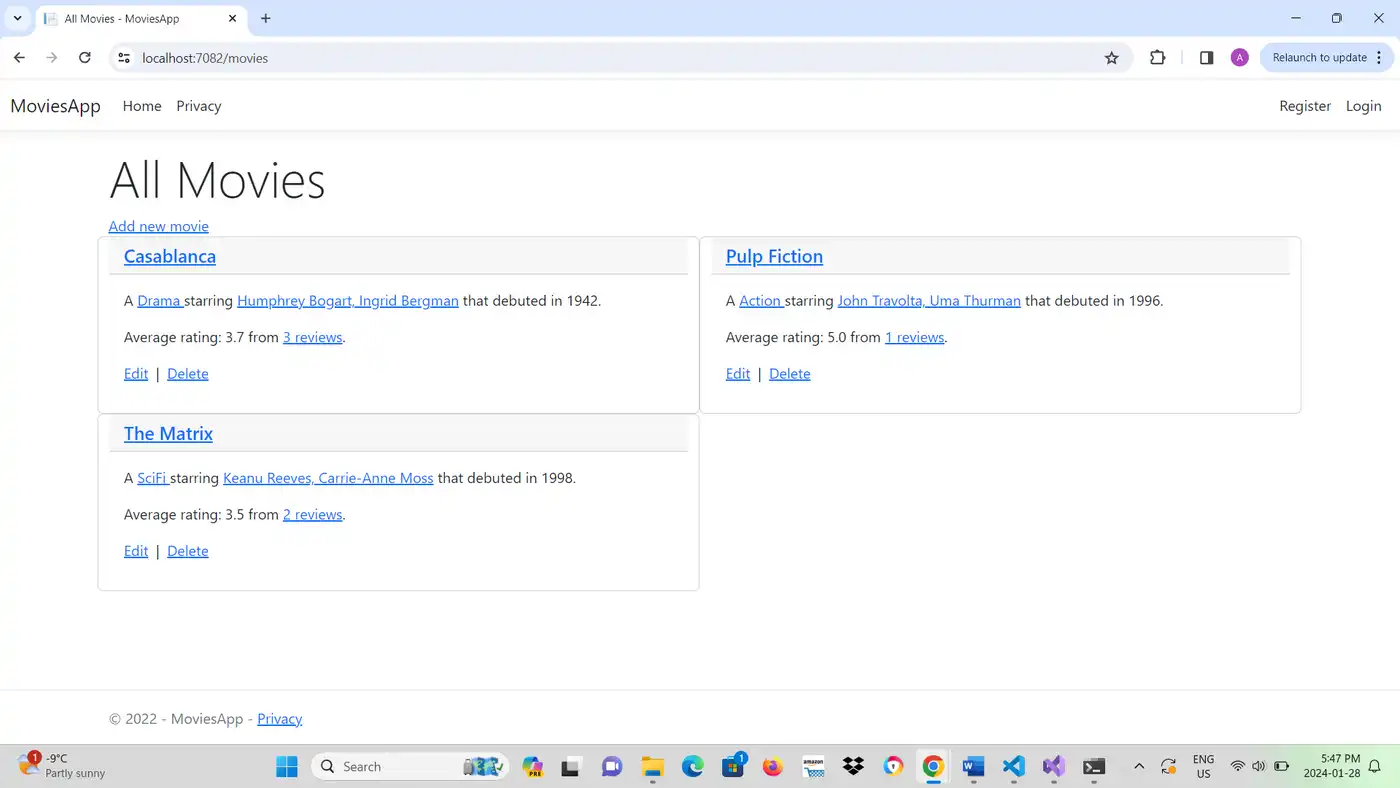 All Movies - MoviesApp
localhost:7082/movies
A
Relaunch to update
MoviesApp Home Privacy Register Login
All Movies
Add new movie
Casablanca
A Drama starring Humphrey Bogart, Ingrid Bergman that debuted in 1942.
Average rating: 3.7 from 3 reviews.
Edit | Delete
Pulp Fiction
A Action starring John Travolta, Uma Thurman that debuted in 1996.
Average rating: 5.0 from 1 reviews.
Edit | Delete
The Matrix
A SciFi starring Keanu Reeves, Carrie-Anne Moss that debuted in 1998.
Average rating: 3.5 from 2 reviews.
Edit | Delete
© 2022 - MoviesApp - Privacy
1
-9°C
Partly sunny
Search
PRE
1
amazon
W
ENG
US
5:47 PM
2024-01-28